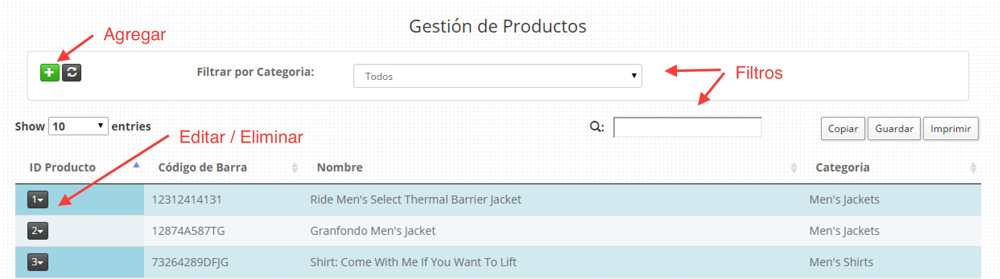 Gestión de Productos
Agregar
Filtrar por Categoria: Todos
Filtros
Show 10 entries
: Copiar Guardar Imprimir
Editar / Eliminar
ID Producto Código de Barra Nombre Categoria
1 12312414131 Ride Men's Select Thermal Barrier Jacket Men's Jackets
2 12874A587TG Granfondo Men's Jacket Men's Jackets
3 73264289DFJG Shirt: Come With Me If You Want To Lift Men's Shirts